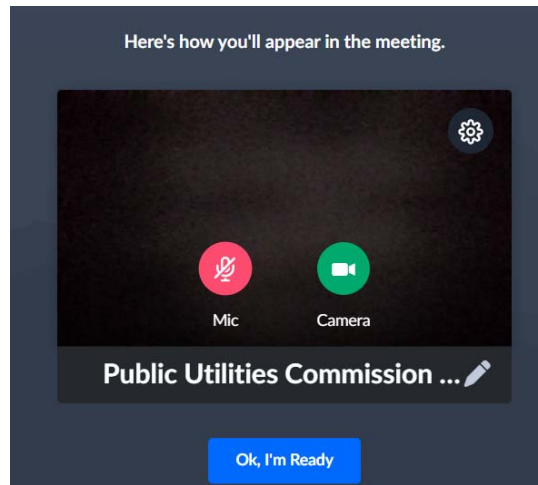 Here's how you'll appear in the meeting.
Mic Camera
Public Utilities Commission ...
Ok, I'm Ready